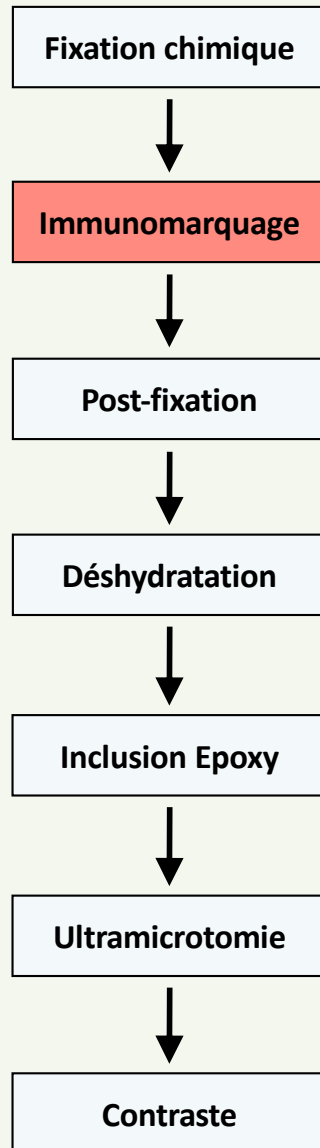 Fixation chimique
Immunomarquage
Post-fixation
Déshydratation
Inclusion Epoxy
Ultramicrotomie
Contraste